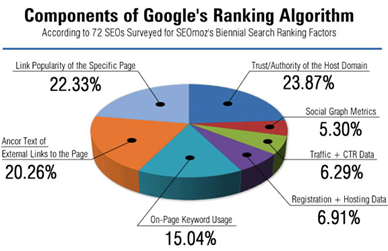 Components of Google's Ranking Algorithm
According to 72 SEOs Surveyed for SEOmoz's Biennial Search Ranking Factors
Link Popularity of the Specific Page
22.33%
Trust/Authority of the Host Domain
23.87%
Social Graph Metrics
5.30%
Ancor Text of
External Links to the Page
20.26%
Traffic + CTR Data
6.29%
Registration + Hosting Data
6.91%
On-Page Keyword Usage
15.04%